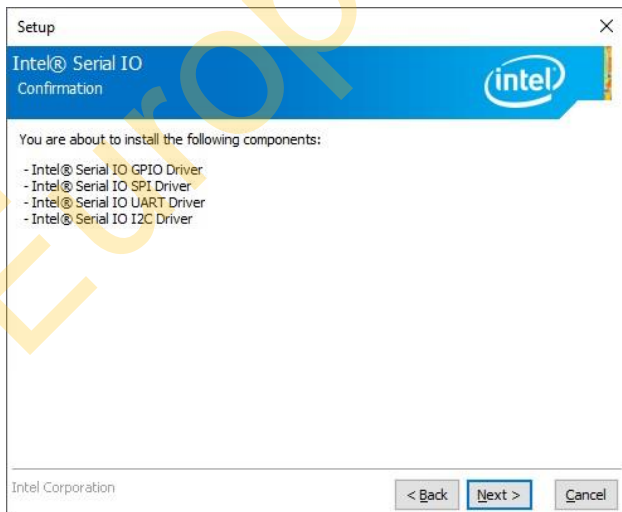 Setup
Intel® Serial IO
Confirmation
intel
You are about to install the following components:
- Intel® Serial IO GPIO Driver
- Intel® Serial IO SPI Driver
- Intel® Serial IO UART Driver
- Intel® Serial IO I2C Driver
Intel Corporation
< Back
Next >
Cancel
Europ